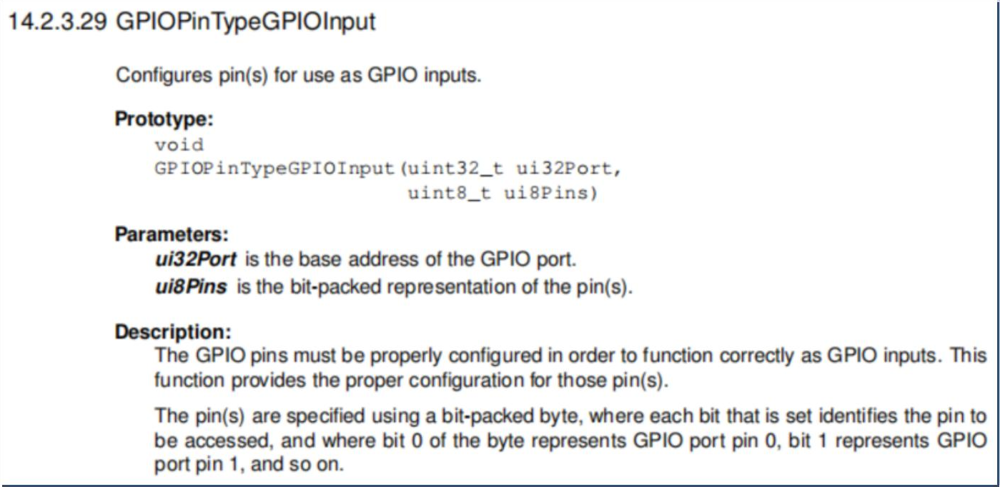 14.2.3.29 GPIOPinTypeGPIOInput
Configures pin(s) for use as GPIO inputs.
Prototype:
void
GPIOPinTypeGPIOInput(uint32_t ui32Port,
uint8_t ui8Pins)
Parameters:
ui32Port is the base address of the GPIO port.
ui8Pins is the bit-packed representation of the pin(s).
Description:
The GPIO pins must be properly configured in order to function correctly as GPIO inputs. This
function provides the proper configuration for those pin(s).
The pin(s) are specified using a bit-packed byte, where each bit that is set identifies the pin to
be accessed, and where bit 0 of the byte represents GPIO port pin 0, bit 1 represents GPIO
port pin 1, and so on.